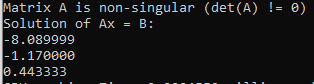 Matrix A is non-singular (det(A) != 0)
Solution of Ax = B:
-8.089999
-1.170000
0.443333